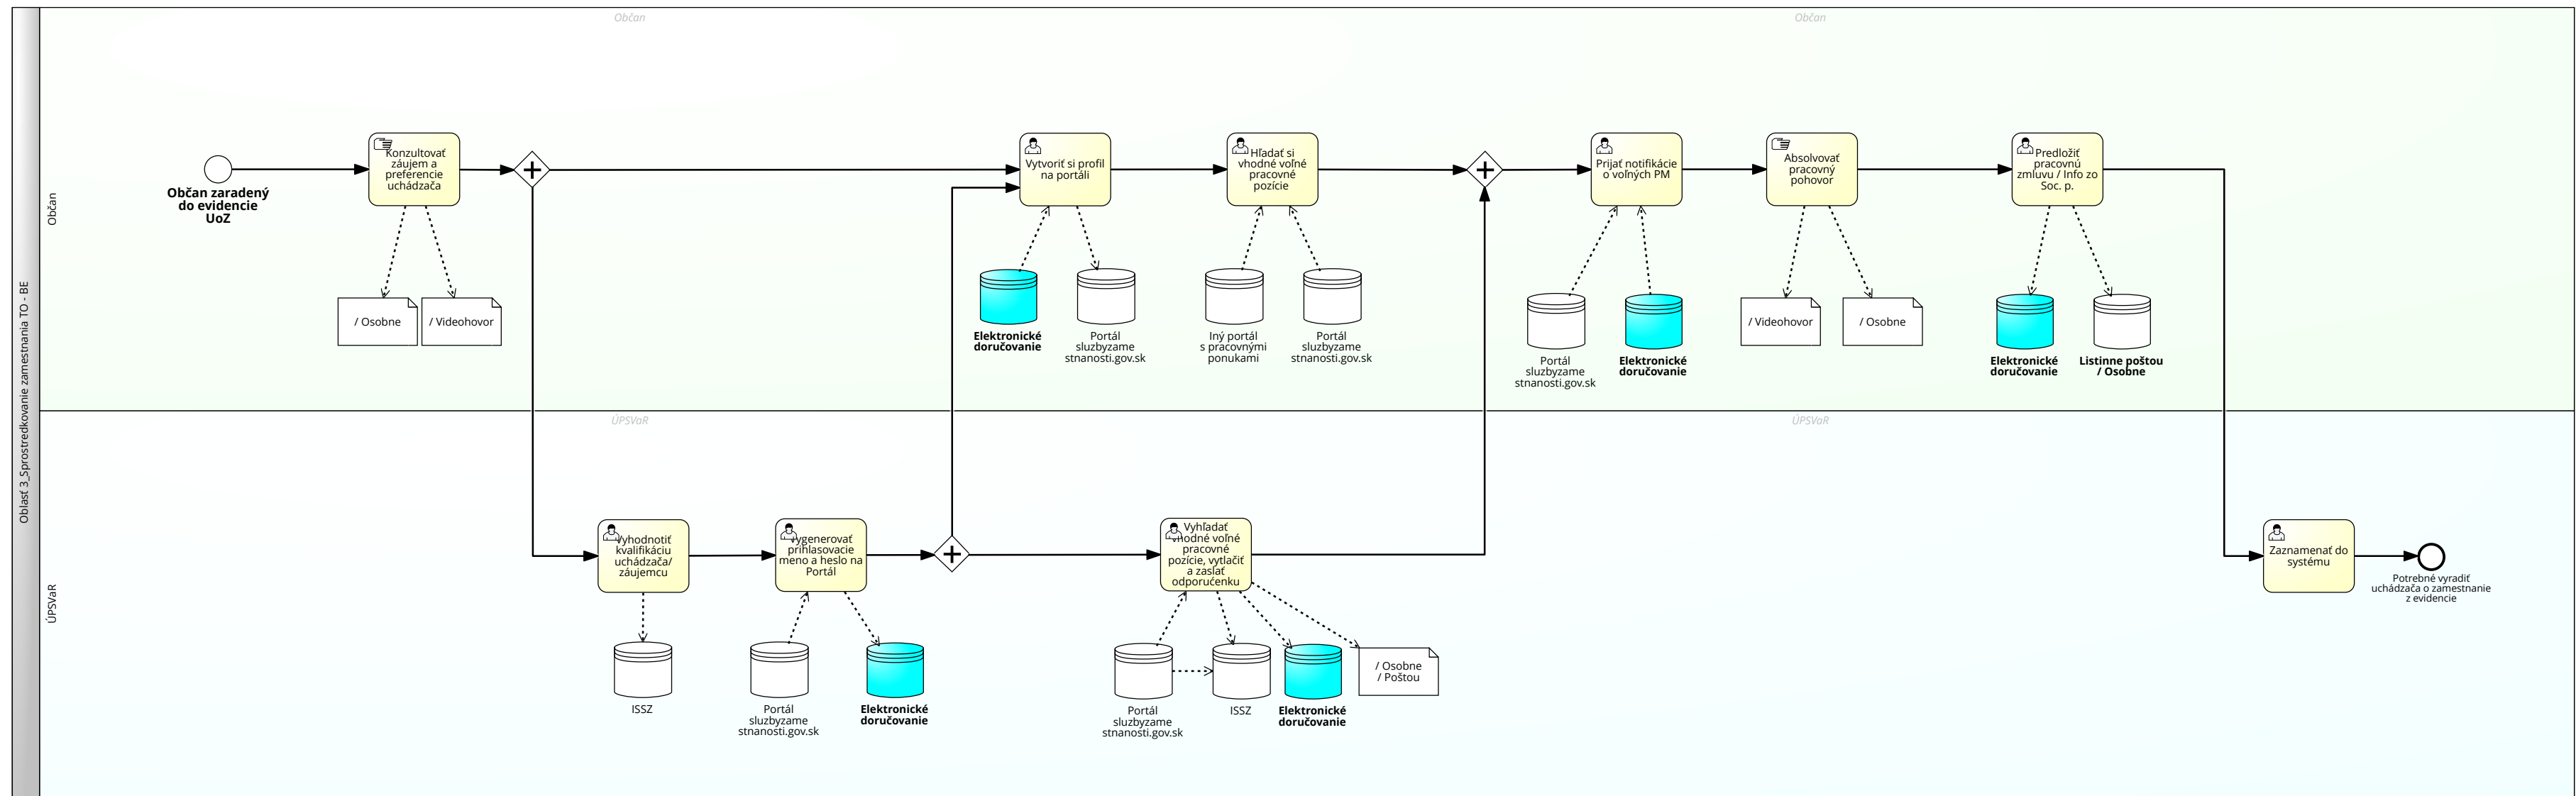 Oblasť 3_Sprostredkovanie zamestnania TO - BE
Občan
Občan
Občan
Občan zaradený
do evidencie
UoZ
Konzultovať
záujem a
preferencie
uchádzača
/ Osobne
/ Videohovor
Vytvoriť si profil
na portáli
Elektronické
doručovanie
Portál
sluzbyzame
stnanosti.gov.sk
Hľadať si
vhodné voľné
pracovné
pozície
Iný portál
s pracovnými
ponukami
Portál
sluzbyzame
stnanosti.gov.sk
Prijať notifikácie
o voľných PM
Portál
sluzbyzame
stnanosti.gov.sk
Elektronické
doručovanie
Absolvovať
pracovný
pohovor
/ Videohovor
/ Osobne
Predložiť
pracovnú
zmluvu / Info zo
Soc. p.
Elektronické
doručovanie
Listinne poštou
/ Osobne
ÚPSVaR
ÚPSVaR
ÚPSVaR
Vyhodnotiť
kvalifikáciu
uchádzača/
záujemcu
ISSZ
Vygenerovať
prihlasovacie
meno a heslo na
Portál
Portál
sluzbyzame
stnanosti.gov.sk
Elektronické
doručovanie
Vyhľadať
vhodné voľné
pracovné
pozície, vytlačiť
a zaslať
odporućenku
Portál
sluzbyzame
stnanosti.gov.sk
ISSZ
Elektronické
doručovanie
/ Osobne
/ Poštou
Zaznamenať do
systému
Potrebné vyradiť
uchádzača o zamestnanie
z evidencie